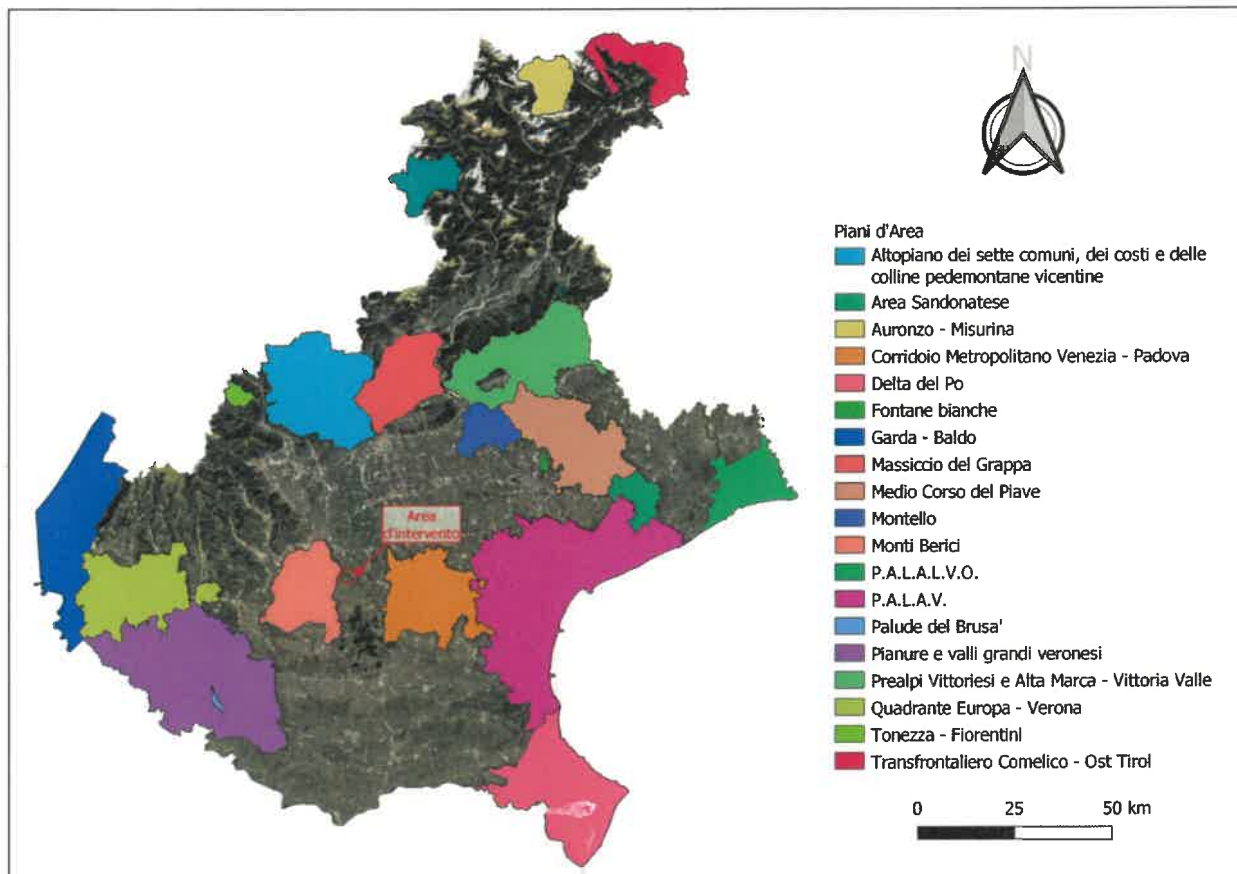 N
Piani d'Area
Altopiano dei sette comuni, dei costi e delle
colline pedemontane vicentine
Area Sandonatese
Auronzo - Misurina
Corridoio Metropolitano Venezia - Padova
Delta del Po
Fontane bianche
Garda - Baldo
Massiccio del Grappa
Medio Corso del Piave
Montello
Monti Berici
P.A.L.A.L.V.O.
P.A.L.A.V.
Palude del Brusa'
Pianure e valli grandi veronesi
Prealpi Vittoriesi e Alta Marca - Vittoria Valle
Quadrante Europa - Verona
Tonezza - Fiorentini
Transfrontaliero Comelico - Ost Tirol
0 25 50 km
Area
d'intervento